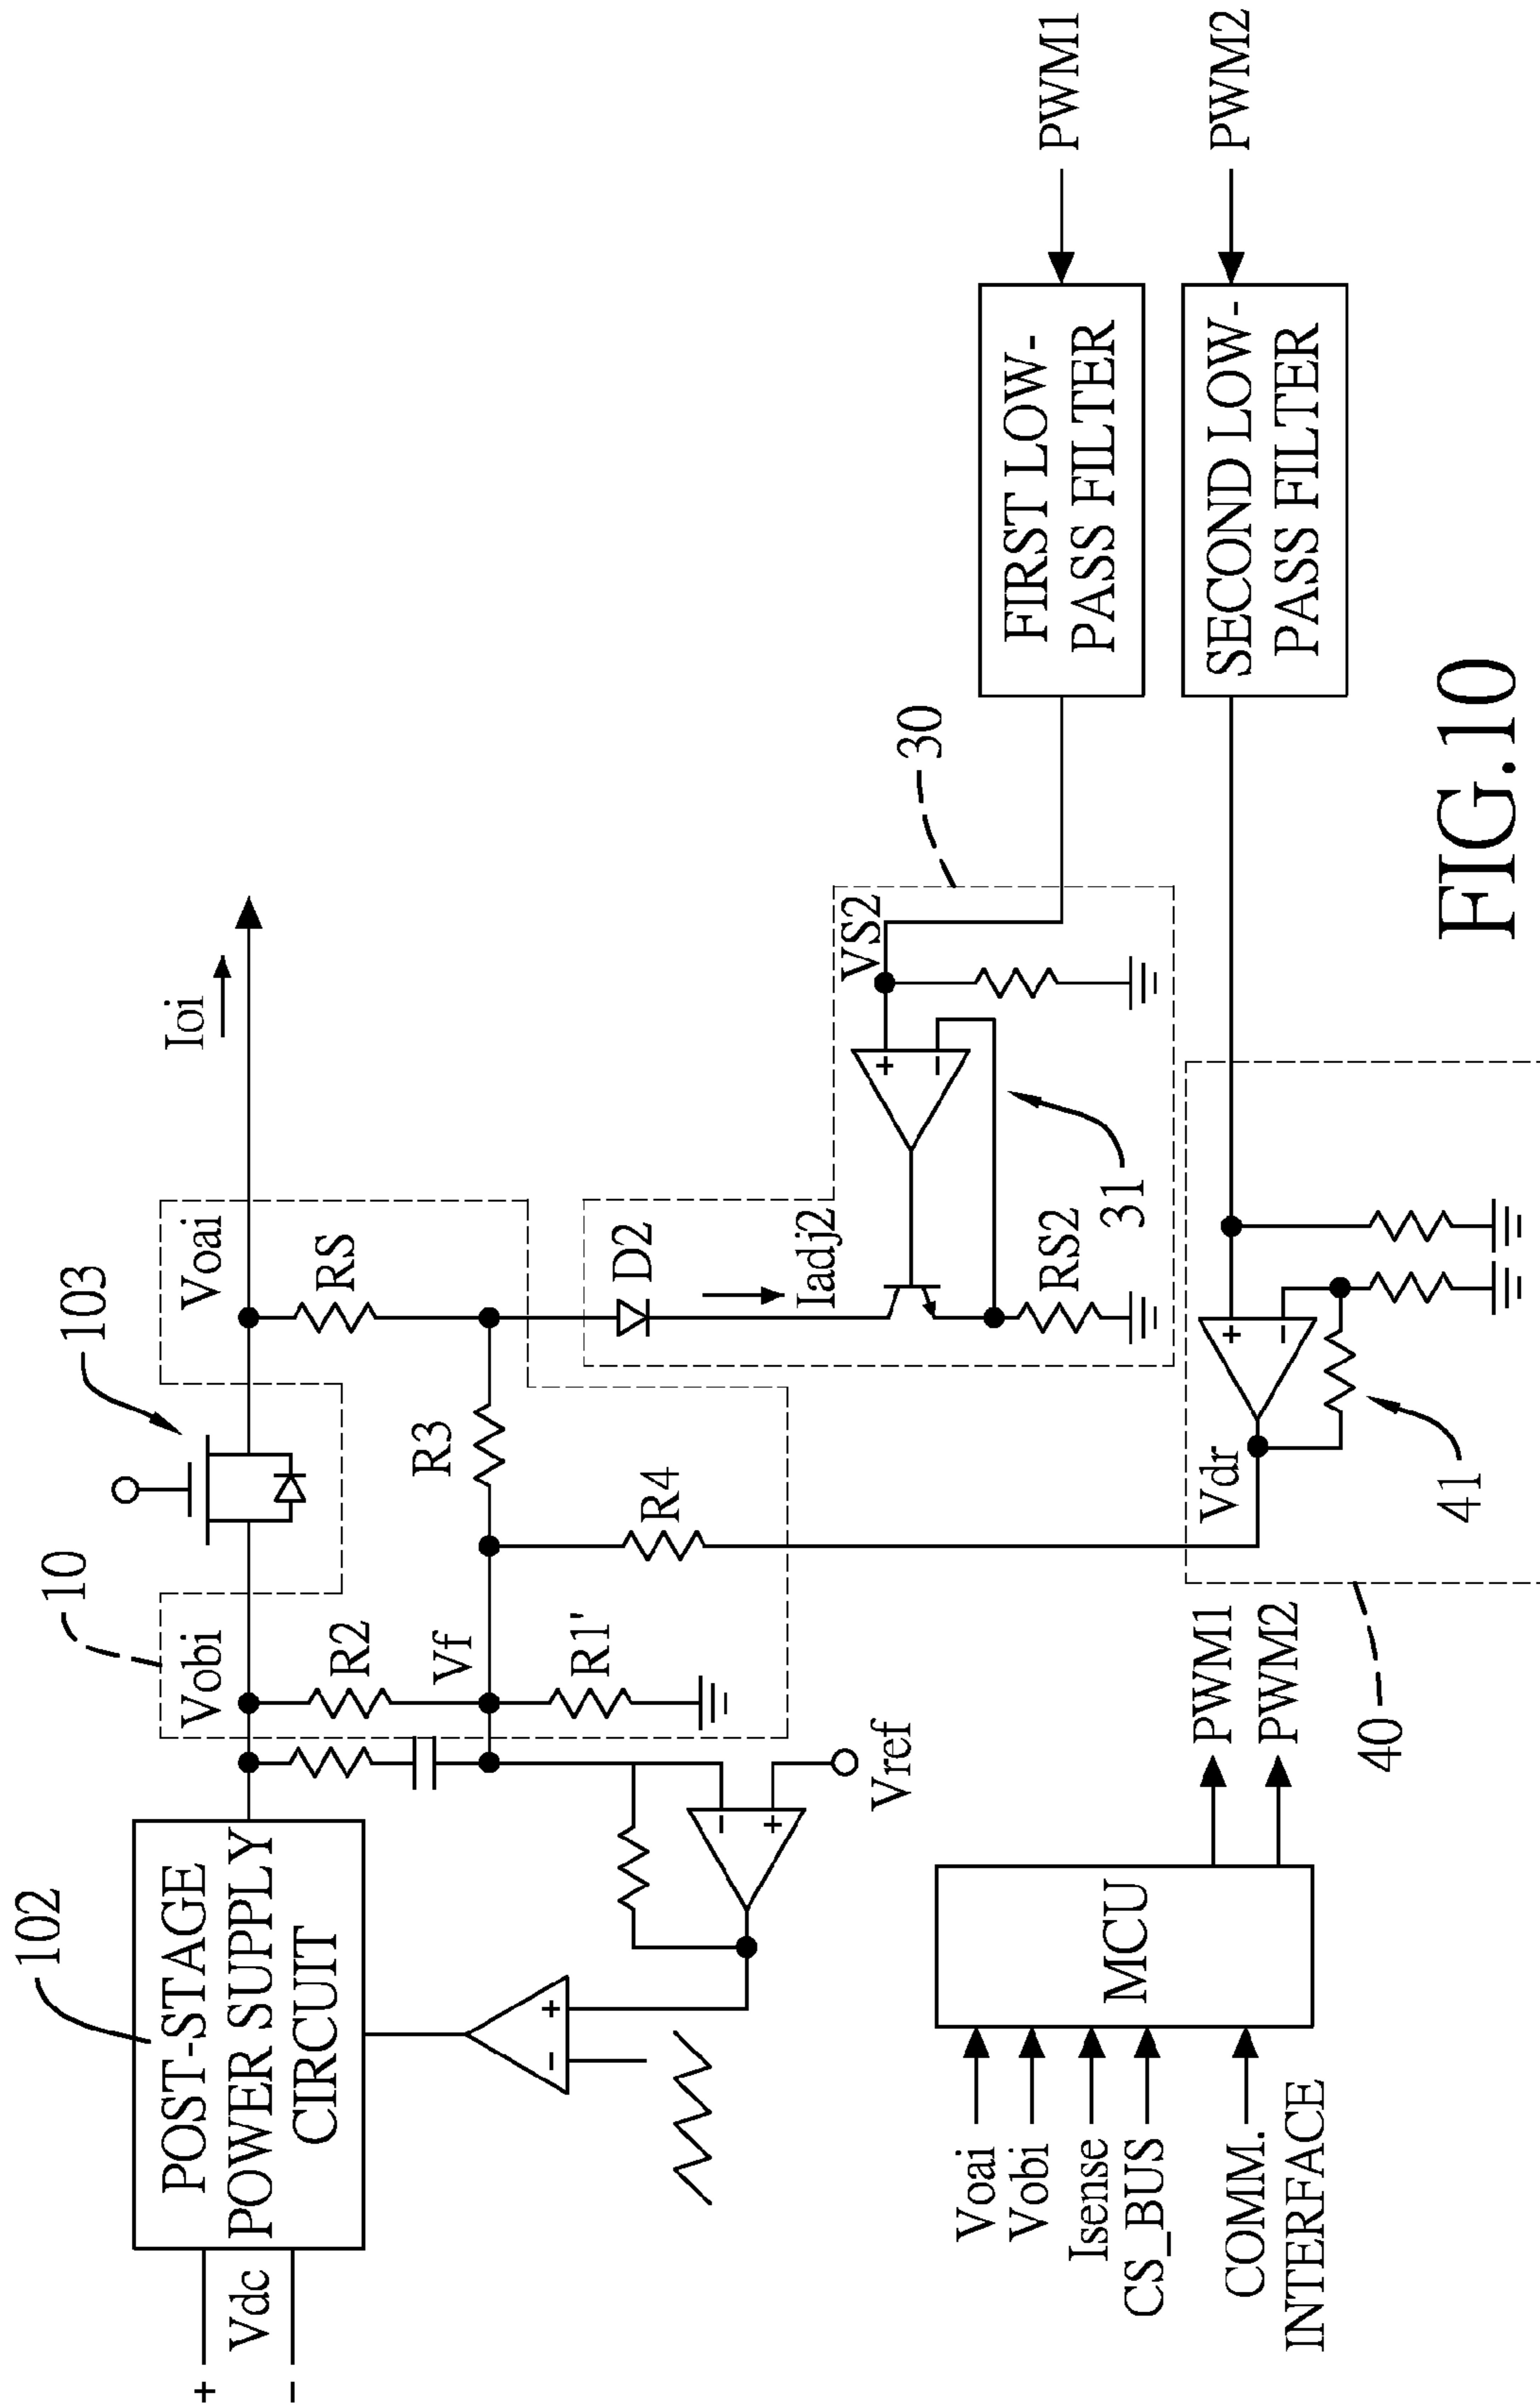 102
POST-STAGE
POWER SUPPLY
CIRCUIT
+
Vdc
-
10
Vobi
103
Voai
Ioi
R2
RS
Vf
R3
R1'
R4
D2
Iadj2
VS2
30
+
-
31
RS2
-
+
Vref
-
+
FIRST LOW-
PASS FILTER
PWM1
SECOND LOW-
PASS FILTER
PWM2
Vdr
+
-
41
40
Voai
Vobi
Isense
CS_BUS
COMM.
INTERFACE
MCU
PWM1
PWM2
FIG.10